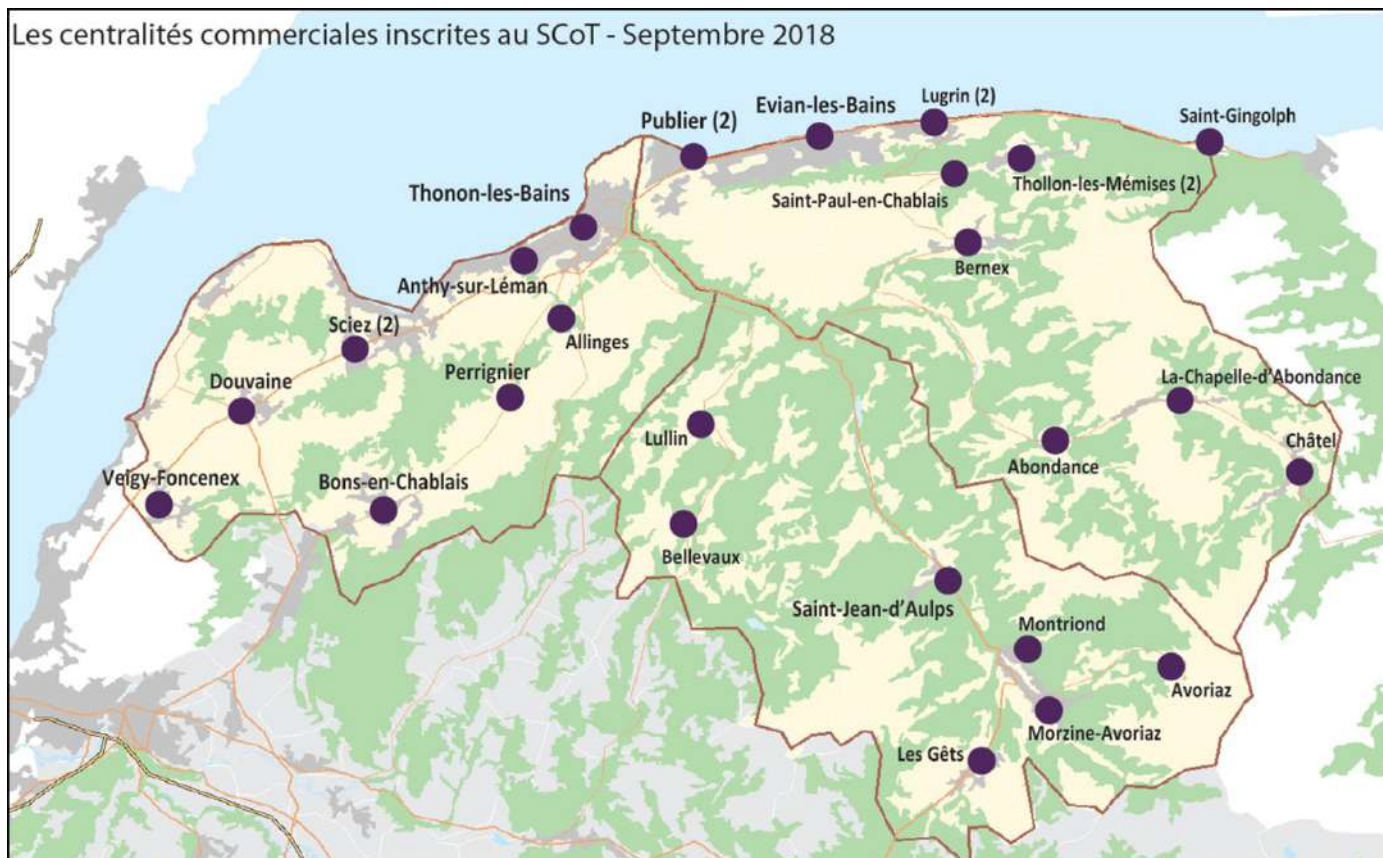 Les centralités commerciales inscrites au SCoT - Septembre 2018
Lugrin (2)
Evian-les-Bains
Publier (2)
Saint-Gingolph
Thonon-les-Bains
Saint-Paul-en-Chablais
Thollon-les-Mémises (2)
Anthy-sur-Léman
Bernex
Sciez (2)
Allinges
Douvaine
Perrignier
La-Chapelle-d'Abondance
Lullin
Abondance
Châtel
Veigy-Foncenex
Bons-en-Chablais
Bellevaux
Saint-Jean-d'Aulps
Montriond
Avoriaz
Morzine-Avoriaz
Les Gêts